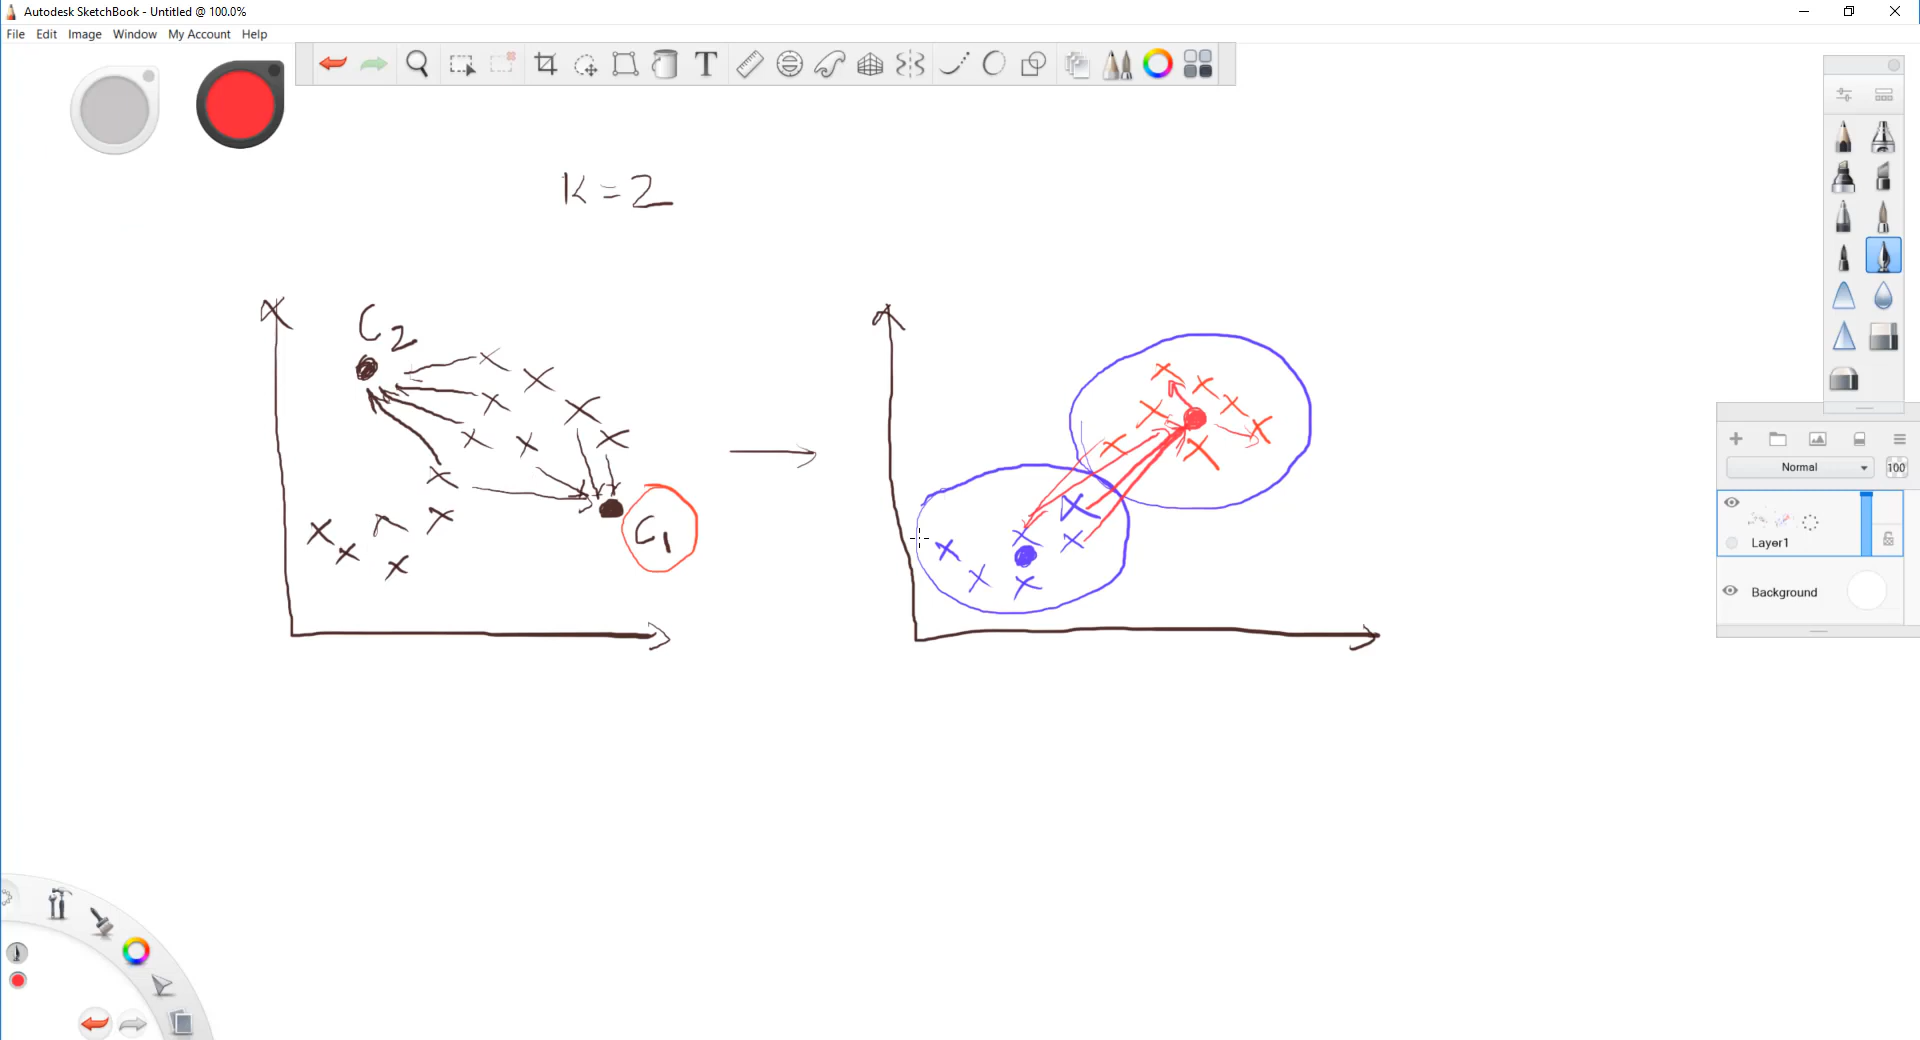 Autodesk SketchBook - Untitled @ 100.0%
File Edit Image Window My Account Help
T
K = 2
C2
C1
Normal 100
Layer1
Background